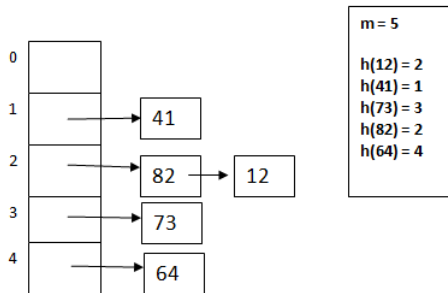 m = 5
h(12) = 2
h(41) = 1
h(73) = 3
h(82) = 2
h(64) = 4
0
1 41
2 82 12
3 73
4 64